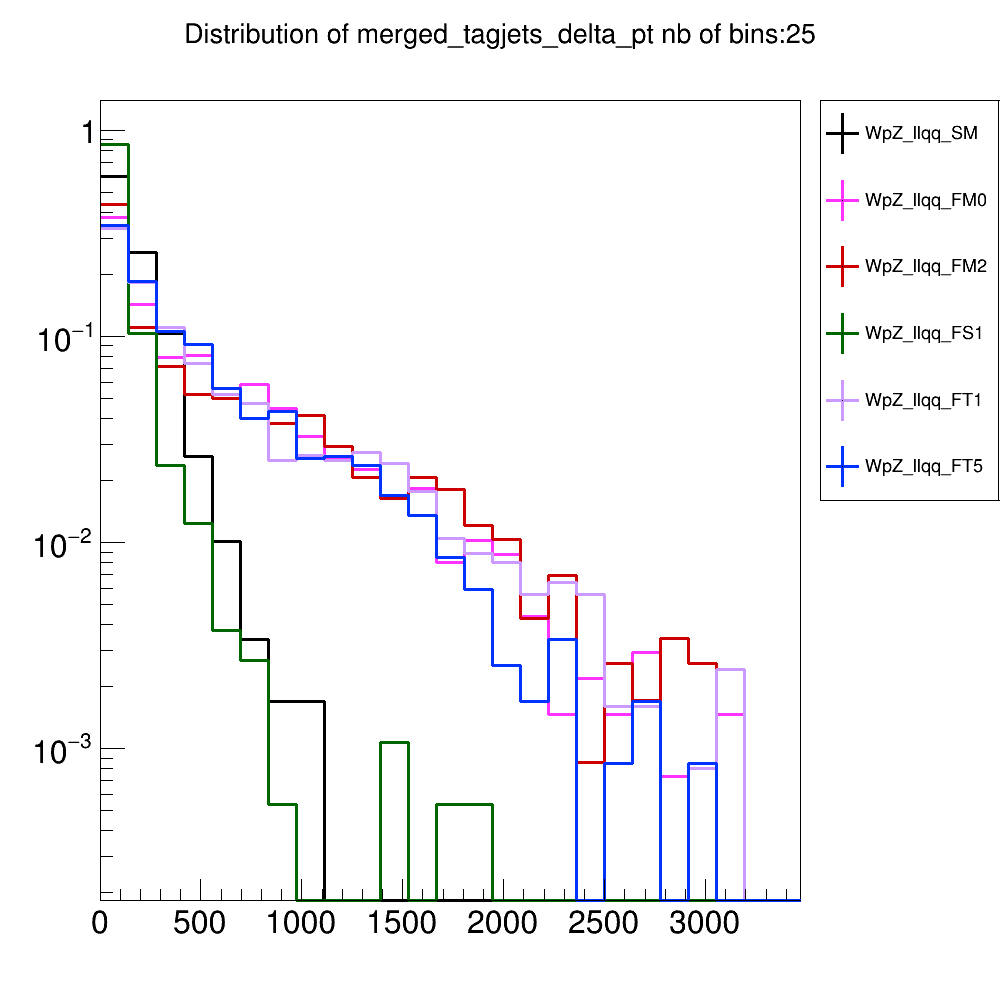 Distribution of merged_tagjets_delta_pt nb of bins:25
1
10−1
10−2
10−3
0 500 1000 1500 2000 2500 3000
WpZ_llqq_SM
WpZ_llqq_FM0
WpZ_llqq_FM2
WpZ_llqq_FS1
WpZ_llqq_FT1
WpZ_llqq_FT5